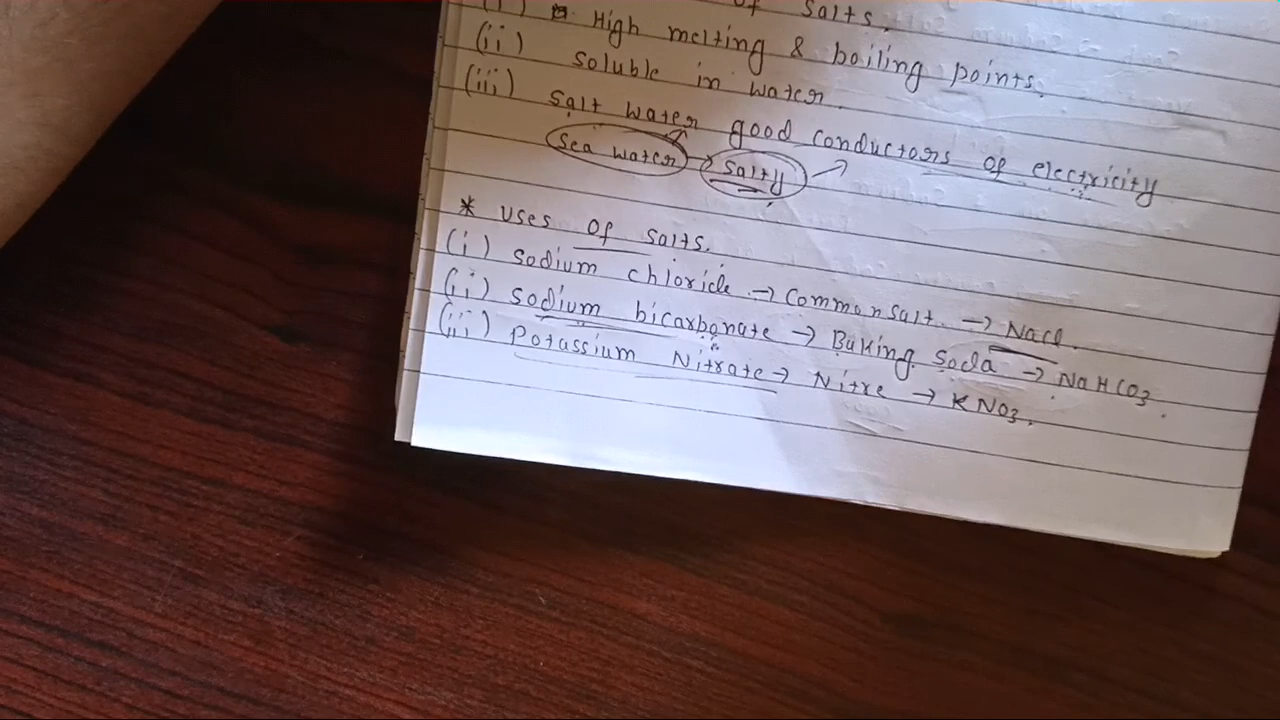 of salts.
(i) High melting & boiling points.
(ii) soluble in water.
(iii) salt water good conductors of electricity
sea water → salty
* uses of salts.
(i) sodium chloride → Common salt → NaCl.
(ii) sodium bicarbonate → Baking Soda → NaHCO3.
(iii) Potassium Nitrate → Nitre → KNO3.